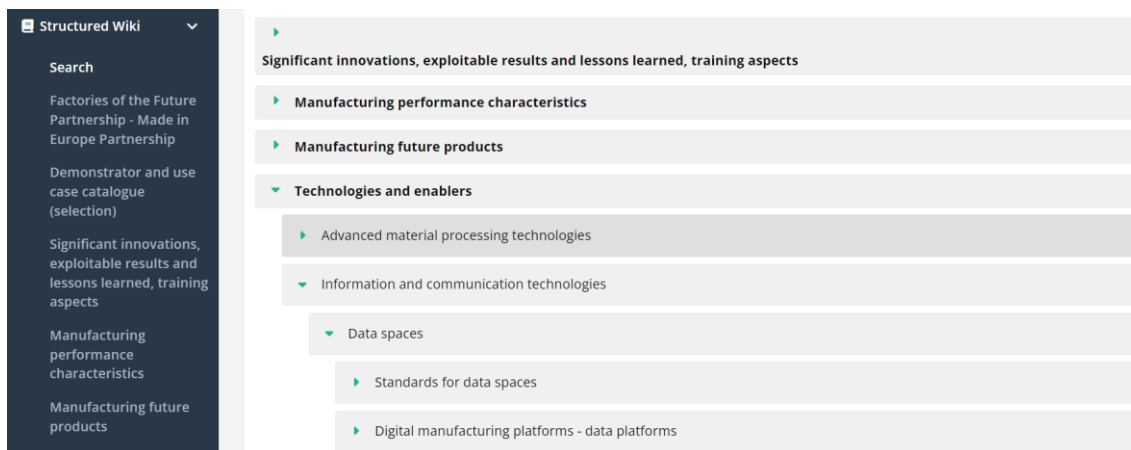 Structured Wiki
Search
Factories of the Future
Partnership - Made in
Europe Partnership
Demonstrator and use
case catalogue
(selection)
Significant innovations,
exploitable results and
lessons learned, training
aspects
Manufacturing
performance
characteristics
Manufacturing future
products
Significant innovations, exploitable results and lessons learned, training aspects
Manufacturing performance characteristics
Manufacturing future products
Technologies and enablers
Advanced material processing technologies
Information and communication technologies
Data spaces
Standards for data spaces
Digital manufacturing platforms - data platforms